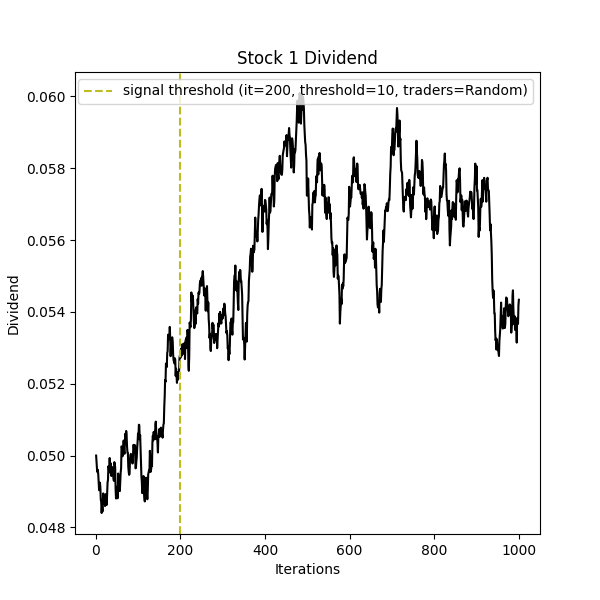 Stock 1 Dividend
signal threshold (it=200, threshold=10, traders=Random)
0.060
0.058
0.056
0.054
0.052
0.050
0.048
Dividend
0 200 400 600 800 1000
Iterations